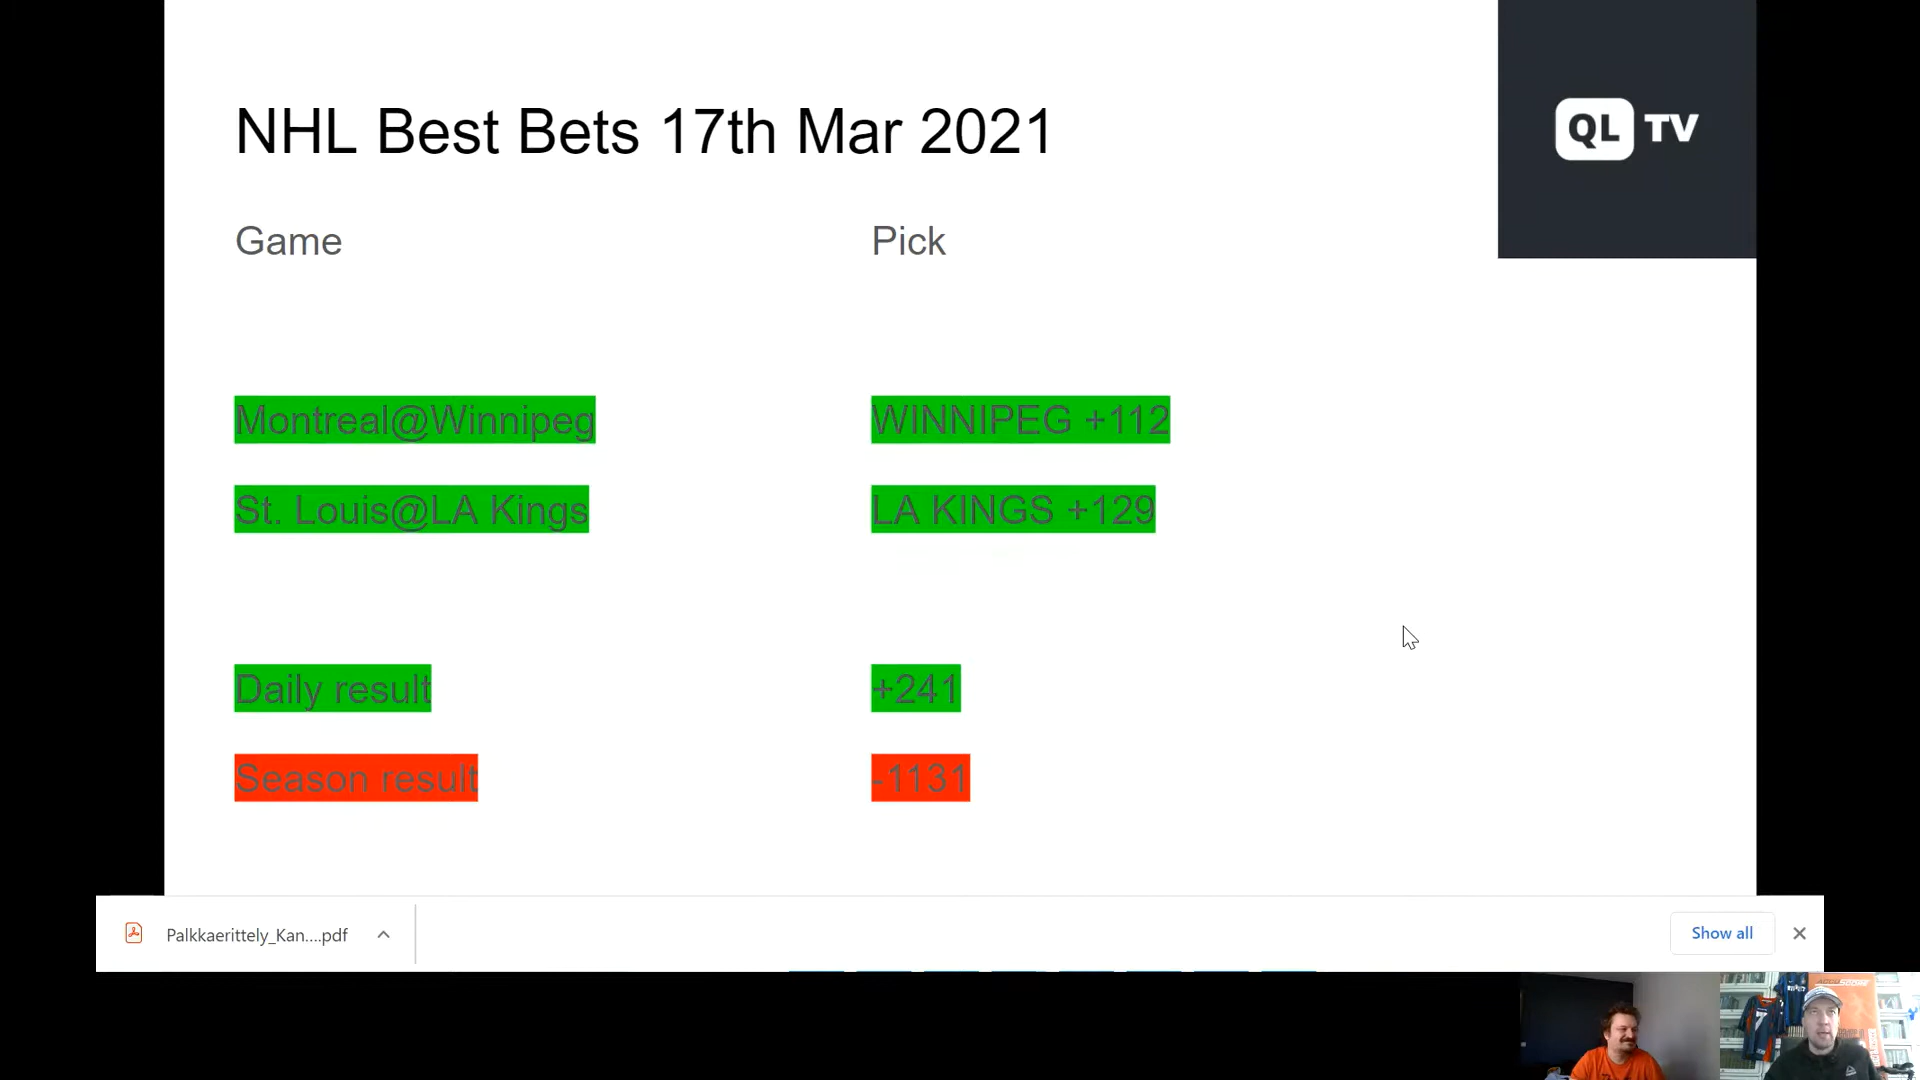 NHL Best Bets 17th Mar 2021
QL TV
Game Pick
Montreal@Winnipeg WINNIPEG +112
St. Louis@LA Kings LA KINGS +129
Daily result +241
Season result -1131
Palkkaerittely_Kan....pdf
Show all